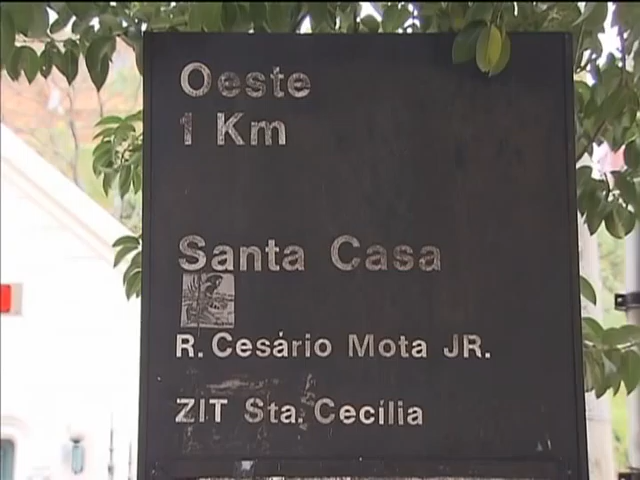 Oeste
1 Km
Santa Casa
R. Cesário Mota JR.
ZIT Sta. Cecília